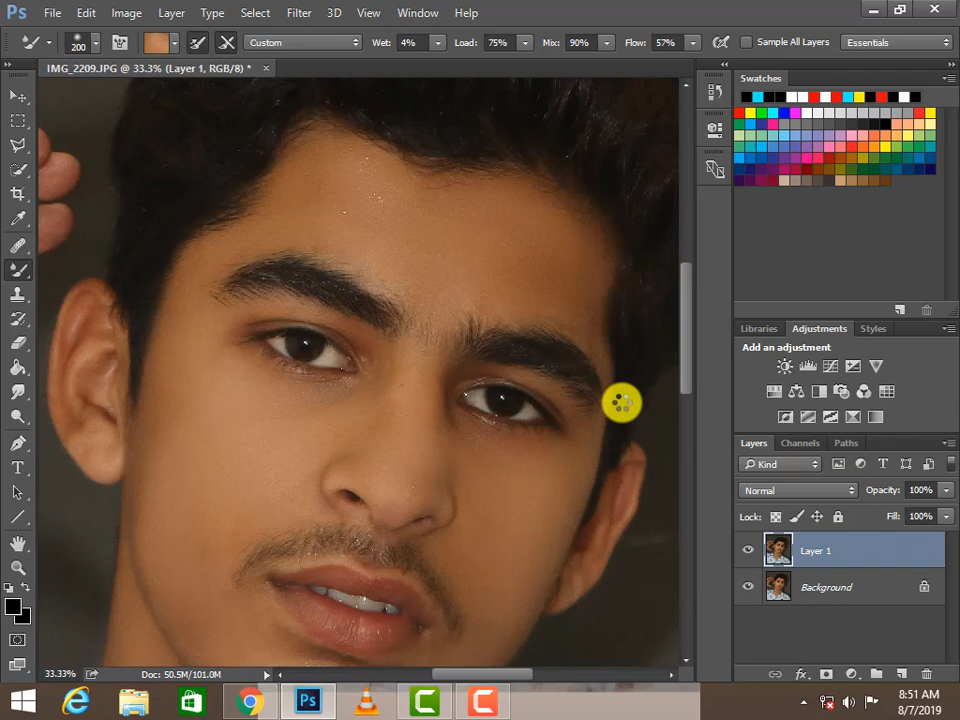 Ps File Edit Image Layer Type Select Filter 3D View Window Help
200 Custom Wet: 4% Load: 75% Mix: 90% Flow: 57% Sample All Layers Essentials
IMG_2209.JPG @ 33.3% (Layer 1, RGB/8) * ×
Swatches
Libraries Adjustments Styles
Add an adjustment
Layers Channels Paths
Kind
Normal Opacity: 100%
Lock: Fill: 100%
Layer 1
Background
33.33% Doc: 50.5M/101.0M
fx
Ps
8:51 AM
8/7/2019